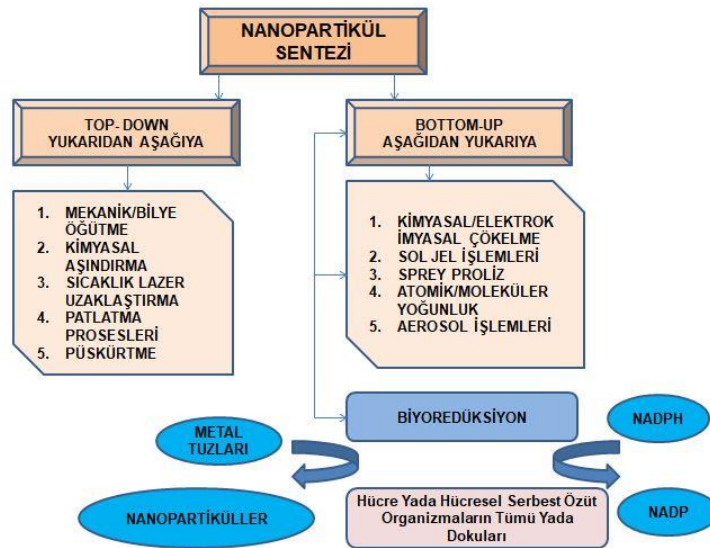 NANOPARTİKÜL
SENTEZİ
TOP- DOWN
YUKARIDAN AŞAĞIYA
BOTTOM-UP
AŞAĞIDAN YUKARIYA
1. MEKANİK/BİLYE
ÖĞÜTME
2. KİMYASAL
AŞINDIRMA
3. SICAKLIK LAZER
UZAKLAŞTIRMA
4. PATLATMA
PROSESLERİ
5. PÜSKÜRTME
1. KİMYASAL/ELEKTROK
İMYASAL ÇÖKELME
2. SOL JEL İŞLEMLERİ
3. SPREY PROLİZ
4. ATOMİK/MOLEKÜLER
YOĞUNLUK
5. AEROSOL İŞLEMLERİ
BİYOREDÜKSİYON
METAL
TUZLARI
NADPH
NANOPARTİKÜLLER
Hücre Yada Hücresel Serbest Özüt
Organizmaların Tümü Yada
Dokuları
NADP